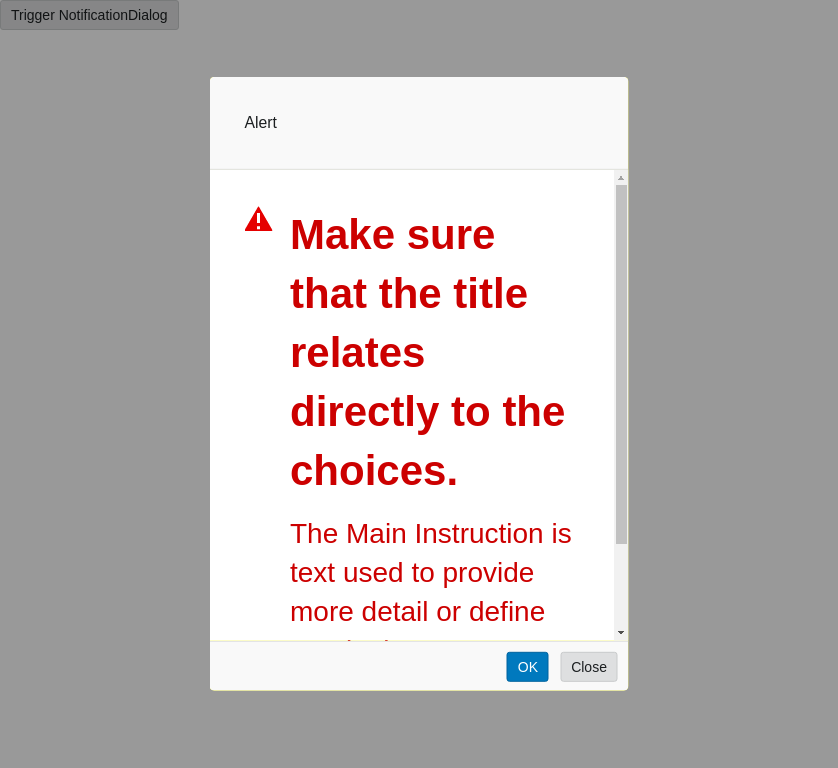 Trigger NotificationDialog
Alert
Make sure
that the title
relates
directly to the
choices.
The Main Instruction is
text used to provide
more detail or define
OK
Close